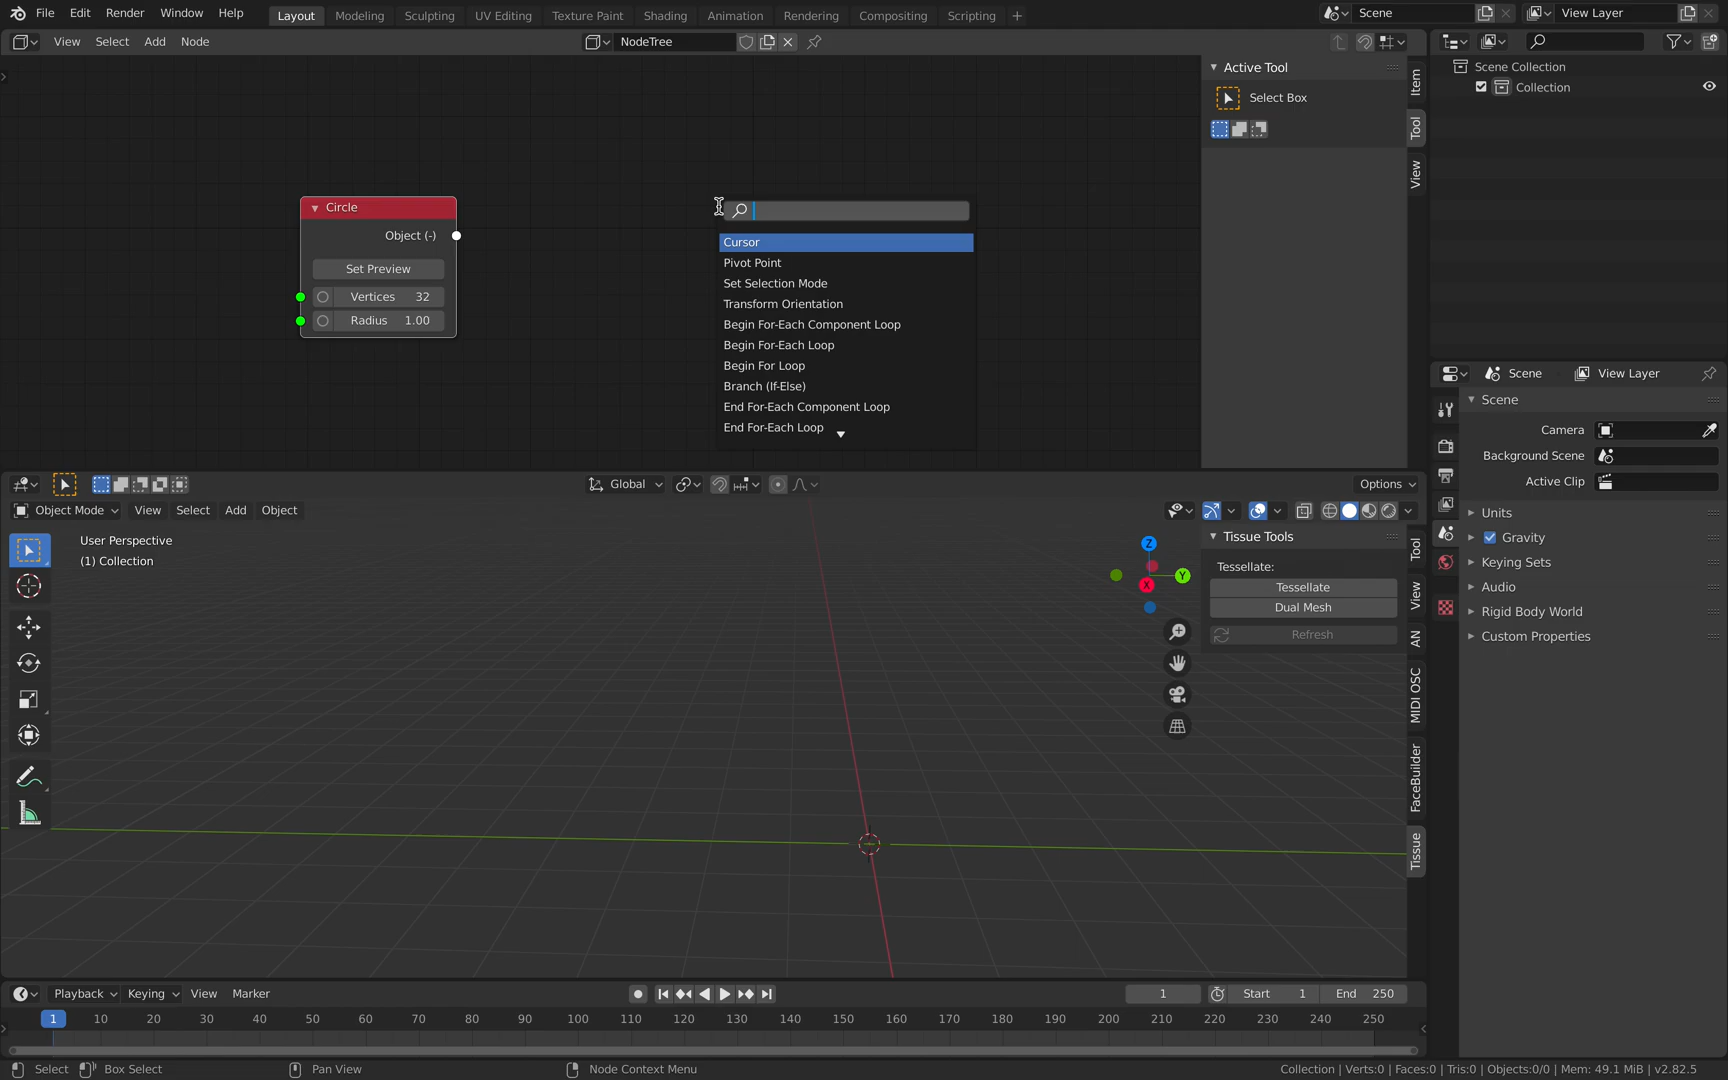 File Edit Render Window Help Layout Modeling Sculpting UV Editing Texture Paint Shading Animation Rendering Compositing Scripting + Scene View Layer
View Select Add Node NodeTree
Active Tool
Select Box
Item
Tool
View
Scene Collection
Collection
Circle
Object (-)
Set Preview
Vertices 32
Radius 1.00
Cursor
Pivot Point
Set Selection Mode
Transform Orientation
Begin For-Each Component Loop
Begin For-Each Loop
Begin For Loop
Branch (If-Else)
End For-Each Component Loop
End For-Each Loop
Scene View Layer
Scene
Camera
Background Scene
Active Clip
Units
Gravity
Keying Sets
Audio
Rigid Body World
Custom Properties
Global Options
Object Mode View Select Add Object
User Perspective
(1) Collection
Z
Y
X
Tissue Tools
Tessellate:
Tessellate
Dual Mesh
Refresh
Tool
View
AN
MIDI OSC
FaceBuilder
Tissue
Playback Keying View Marker 1 Start 1 End 250
1 10 20 30 40 50 60 70 80 90 100 110 120 130 140 150 160 170 180 190 200 210 220 230 240 250
Select Box Select Pan View Node Context Menu Collection | Verts:0 | Faces:0 | Tris:0 | Objects:0/0 | Mem: 49.1 MiB | v2.82.5